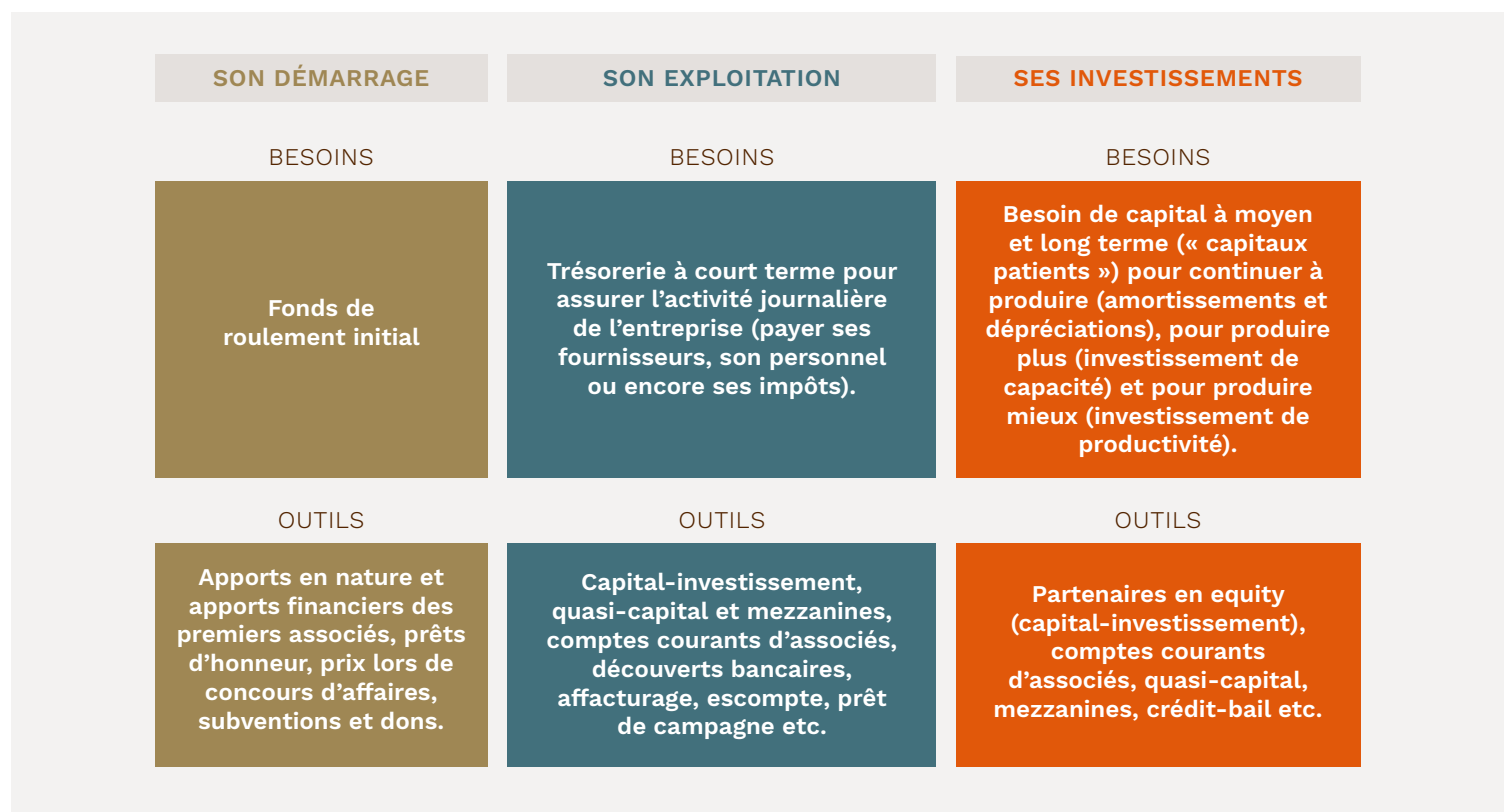 SON DÉMARRAGE
BESOINS
Fonds de
roulement initial
OUTILS
Apports en nature et
apports financiers des
premiers associés, prêts
d’honneur, prix lors de
concours d’affaires,
subventions et dons.
SON EXPLOITATION
BESOINS
Trésorerie à court terme pour
assurer l’activité journalière
de l’entreprise (payer ses
fournisseurs, son personnel
ou encore ses impôts).
OUTILS
Capital-investissement,
quasi-capital et mezzanines,
comptes courants d’associés,
découverts bancaires,
affacturage, escompte, prêt
de campagne etc.
SES INVESTISSEMENTS
BESOINS
Besoin de capital à moyen
et long terme (« capitaux
patients ») pour continuer à
produire (amortissements et
dépréciations), pour produire
plus (investissement de
capacité) et pour produire
mieux (investissement de
productivité).
OUTILS
Partenaires en equity
(capital-investissement),
comptes courants
d’associés, quasi-capital,
mezzanines, crédit-bail etc.